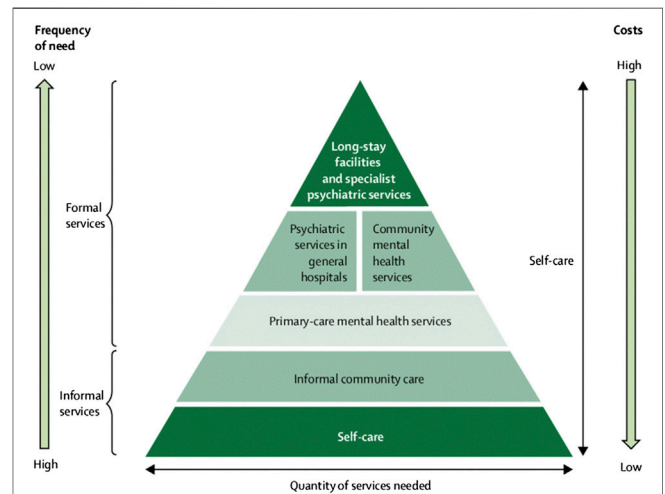 Frequency
of need
Low
Costs
High
Long-stay
facilities
and specialist
psychiatric services
Formal
services
Psychiatric
services in
general
hospitals
Community
mental
health
services
Self-care
Primary-care mental health services
Informal
services
Informal community care
Self-care
High
Low
Quantity of services needed